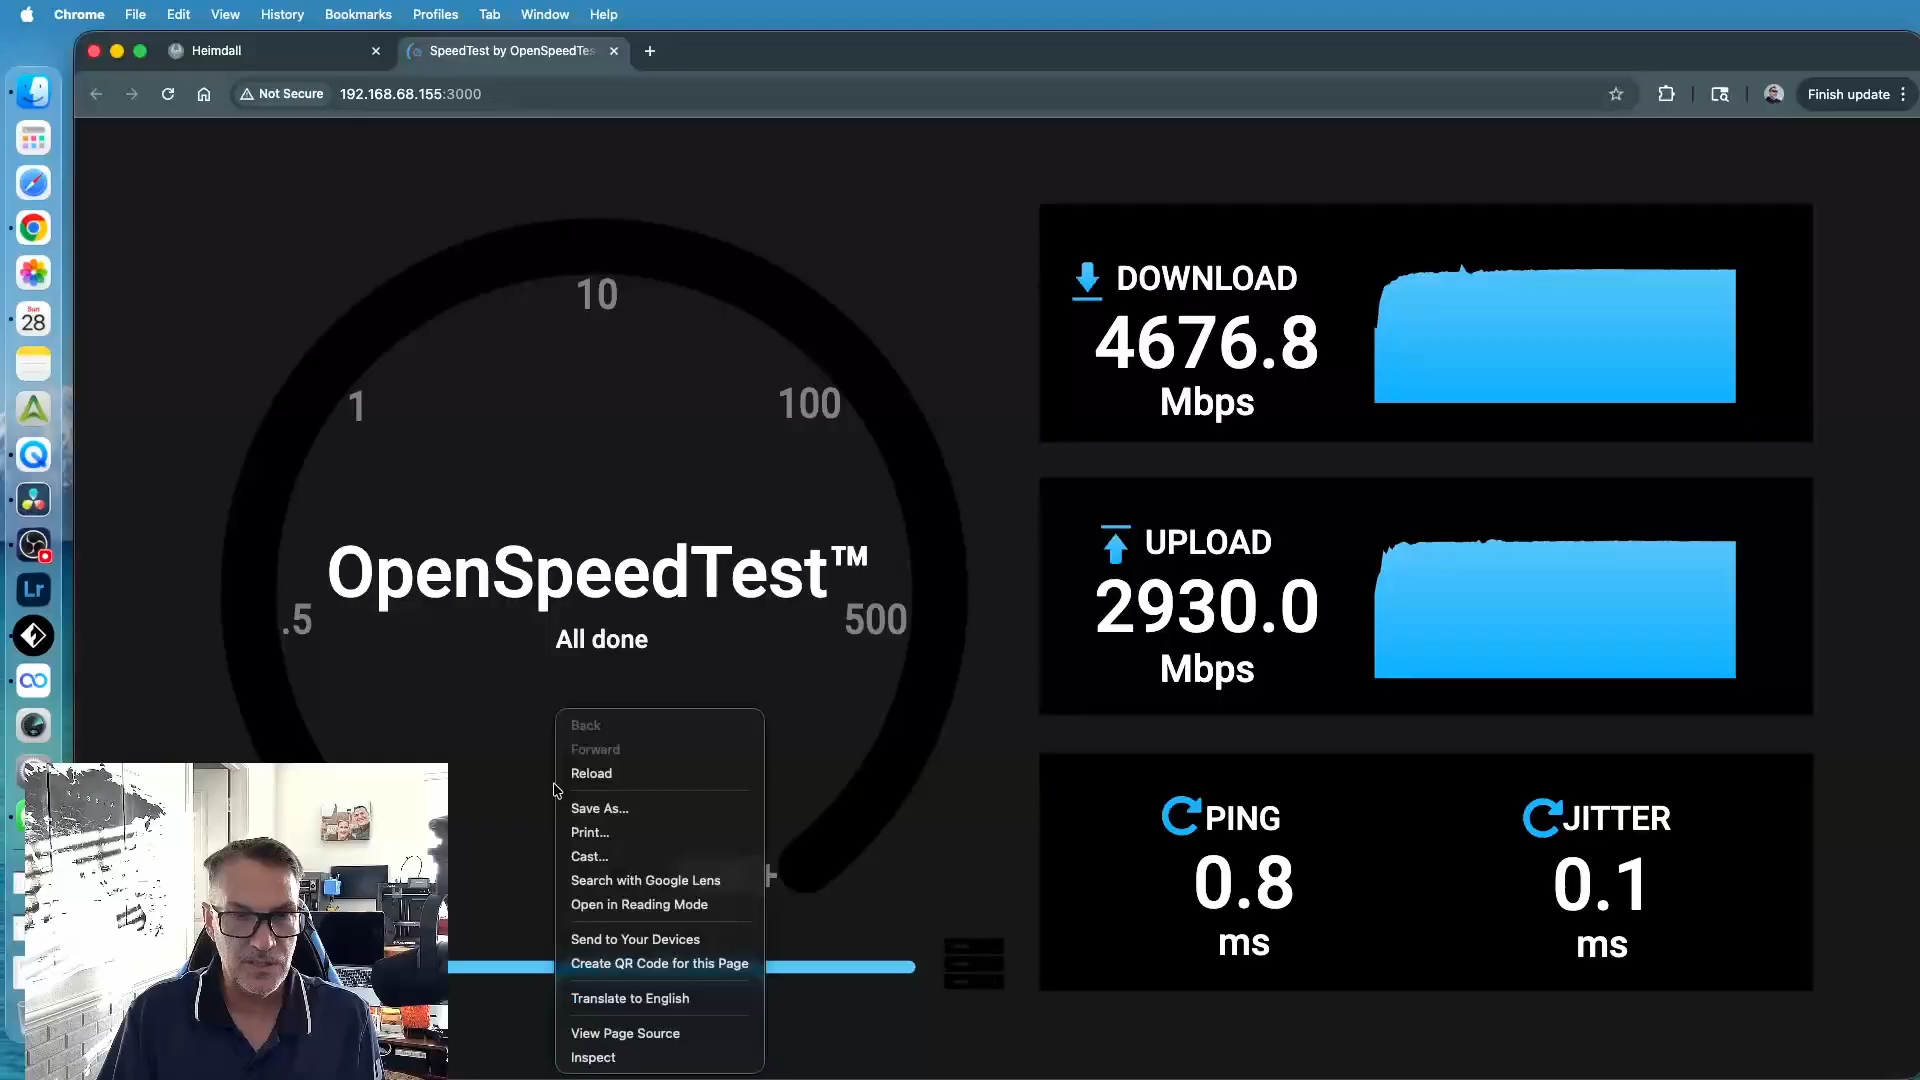 Chrome File Edit View History Bookmarks Profiles Tab Window Help
Heimdall
SpeedTest by OpenSpeedTes
Not Secure 192.168.68.155:3000
Finish update
Sun
28
Lr
10
1
100
.5
500
OpenSpeedTest™
All done
+
DOWNLOAD
4676.8
Mbps
UPLOAD
2930.0
Mbps
PING
0.8
ms
JITTER
0.1
ms
Back
Forward
Reload
Save As...
Print...
Cast...
Search with Google Lens
Open in Reading Mode
Send to Your Devices
Create QR Code for this Page
Translate to English
View Page Source
Inspect